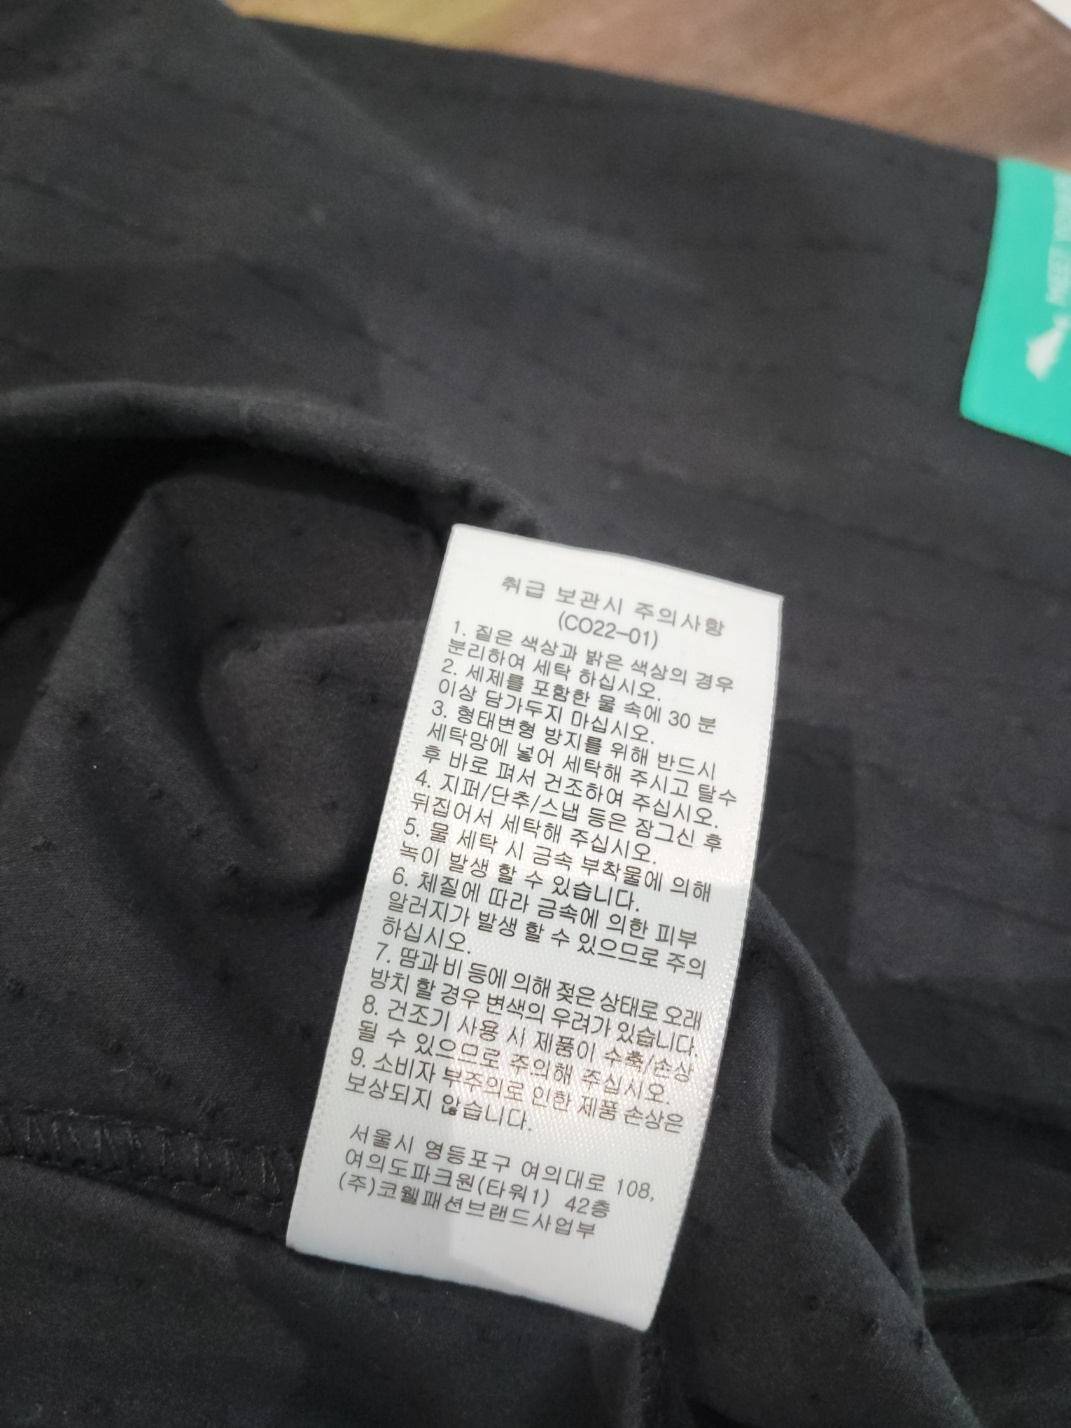 취급 보관시 주의사항
(CO22-01)
1. 짙은 색상과 밝은 색상의 경우
분리하여 세탁 하십시오.
2. 세제를 포함한 물 속에 30 분
이상 담가두지 마십시오.
3. 형태변형 방지를 위해 반드시
세탁망에 넣어 세탁해 주시고 탈수
후 바로 펴서 건조하여 주십시오.
4. 지퍼/단추/스냅 등은 잠그신 후
뒤집어서 세탁해 주십시오.
5. 물 세탁 시 금속 부착물에 의해
녹이 발생 할 수 있습니다.
6. 체질에 따라 금속에 의한 피부
알러지가 발생 할 수 있으므로 주의
하십시오.
7. 땀과 비 등에 의해 젖은 상태로 오래
방치 할 경우 변색의 우려가 있습니다.
8. 건조기 사용 시 제품이 수축/손상
될 수 있으므로 주의해 주십시오.
9. 소비자 부주의로 인한 제품 손상은
보상되지 않습니다.
서울시 영등포구 여의대로 108,
여의도파크원(타워1) 42층
(주)코웰패션브랜드사업부
MEET